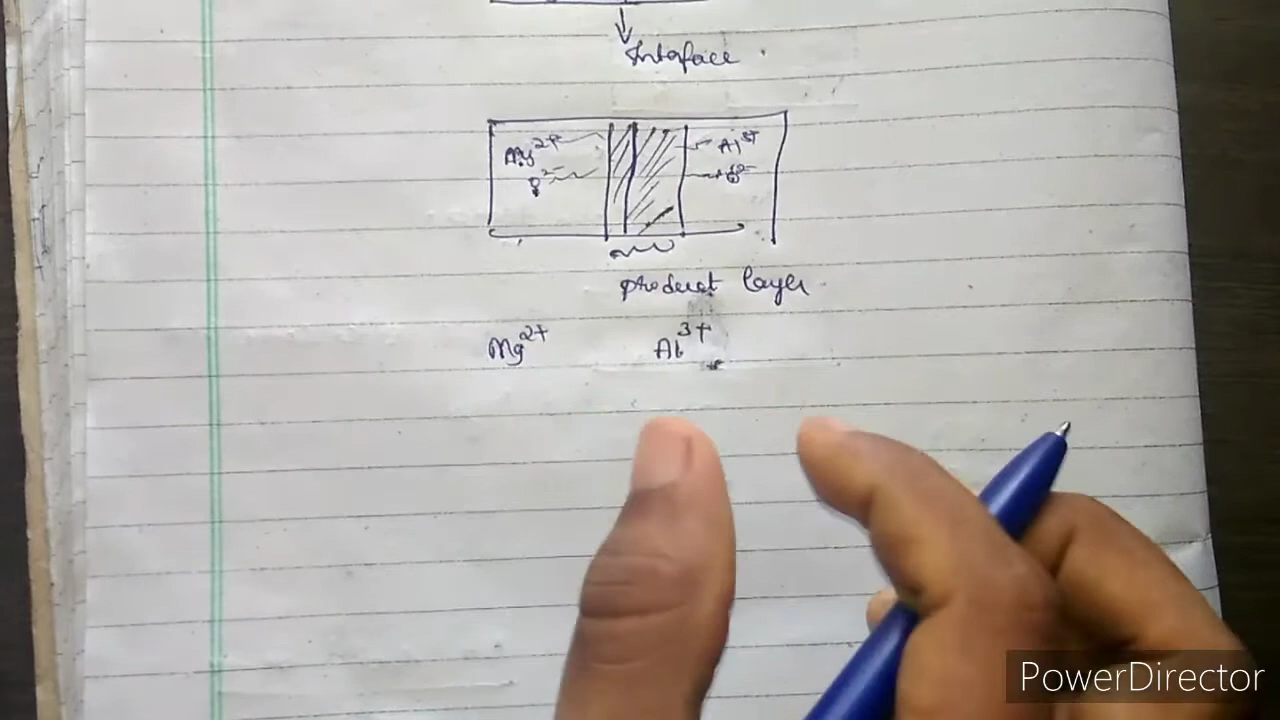 Interface
Mg²⁺ Al³⁺
O²⁻ O²⁻
product layer
Mg²⁺ Al³⁺
PowerDirector